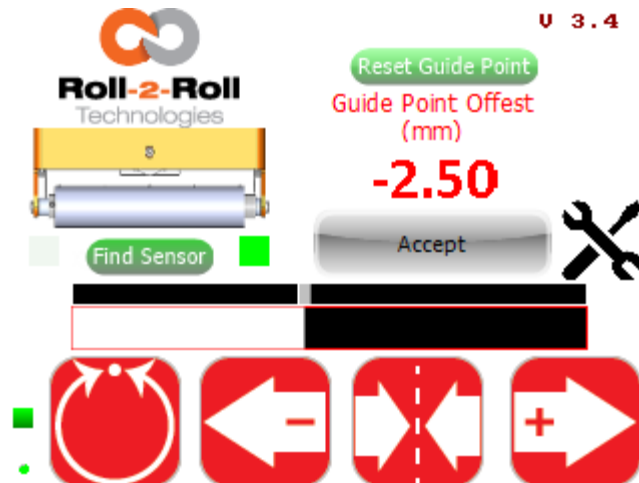 V 3.4
Roll-2-Roll
Technologies
Reset Guide Point
Guide Point Offest
(mm)
-2.50
Accept
Find Sensor
-
+